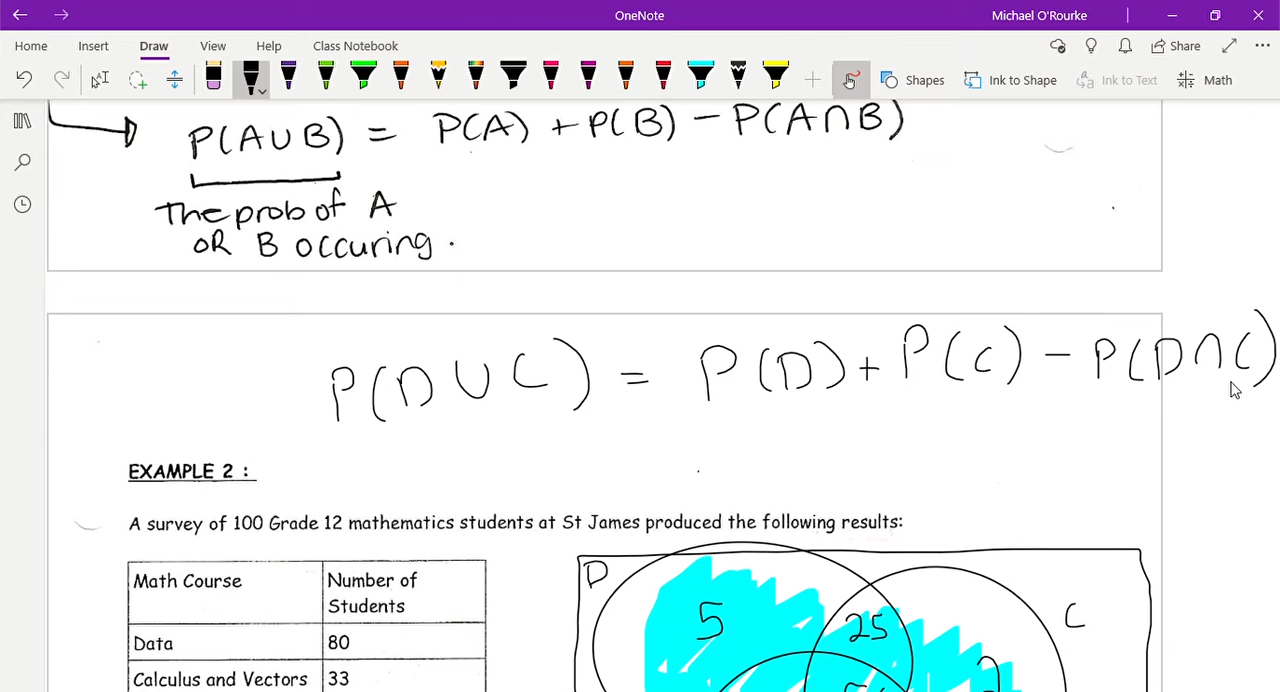 OneNote
Michael O'Rourke
Home Insert Draw View Help Class Notebook Share
Shapes Ink to Shape Ink to Text Math
P(A∪B) = P(A) + P(B) - P(A∩B)
The prob of A
OR B occuring.
P(D ∪ C) = P(D) + P(C) - P(D∩C)
EXAMPLE 2 :
A survey of 100 Grade 12 mathematics students at St James produced the following results:
Math Course Number of
Students
Data 80
Calculus and Vectors 33
D
5 25 C